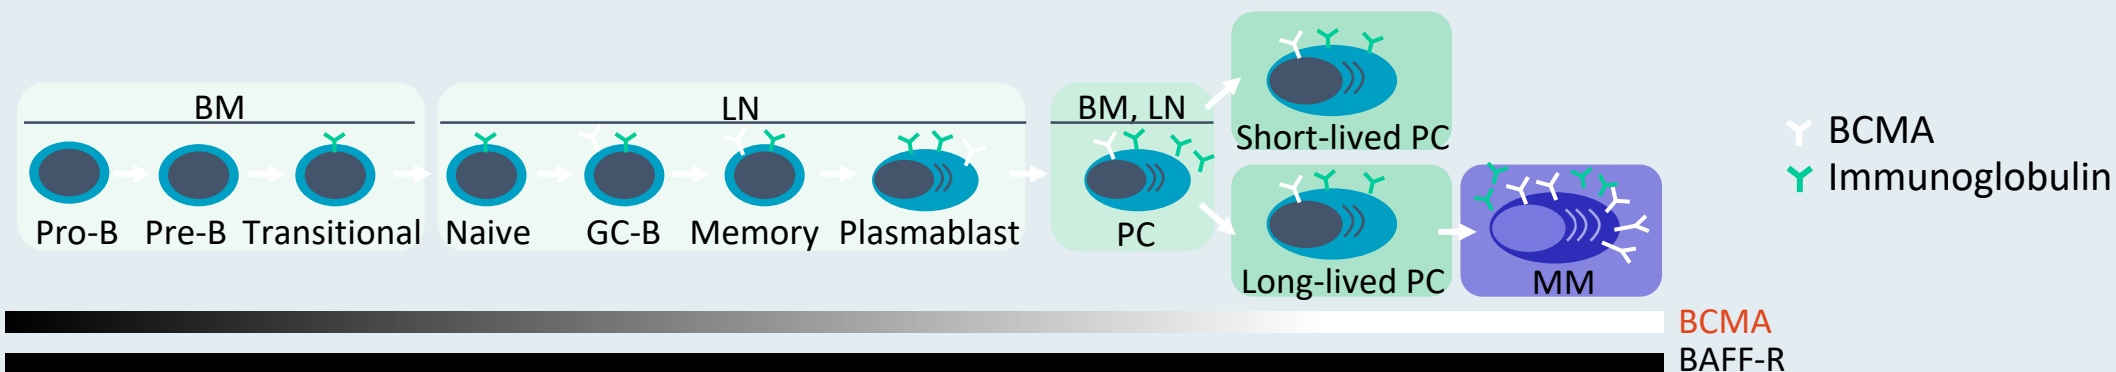 BM
LN
BM, LN
Pro-B
Pre-B
Transitional
Naive
GC-B
Memory
Plasmablast
PC
Short-lived PC
Long-lived PC
MM
BCMA
Immunoglobulin
BCMA
BAFF-R